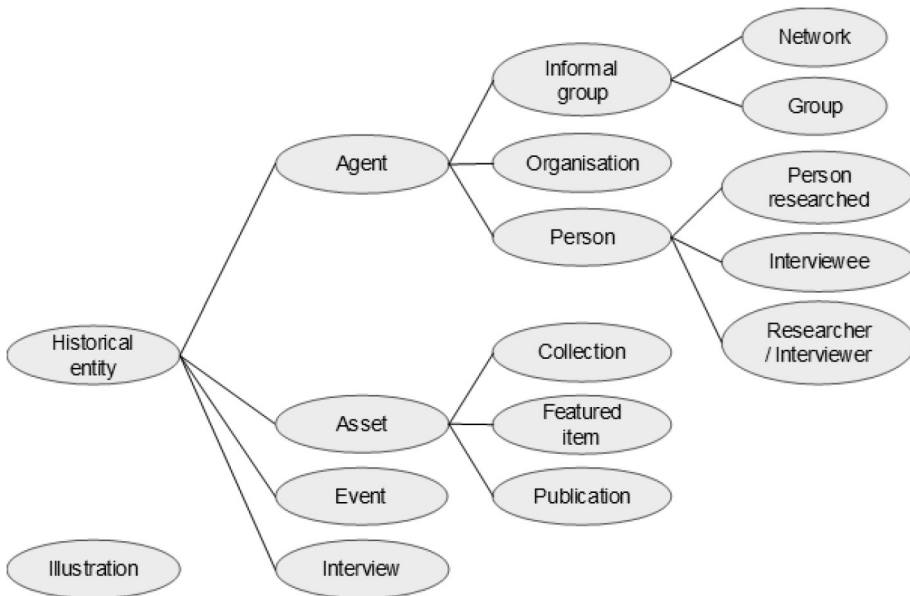 Network
Informal
group
Group
Agent
Organisation
Person
researched
Person
Interviewee
Researcher
/ Interviewer
Historical
entity
Collection
Asset
Featured
item
Event
Publication
Illustration
Interview